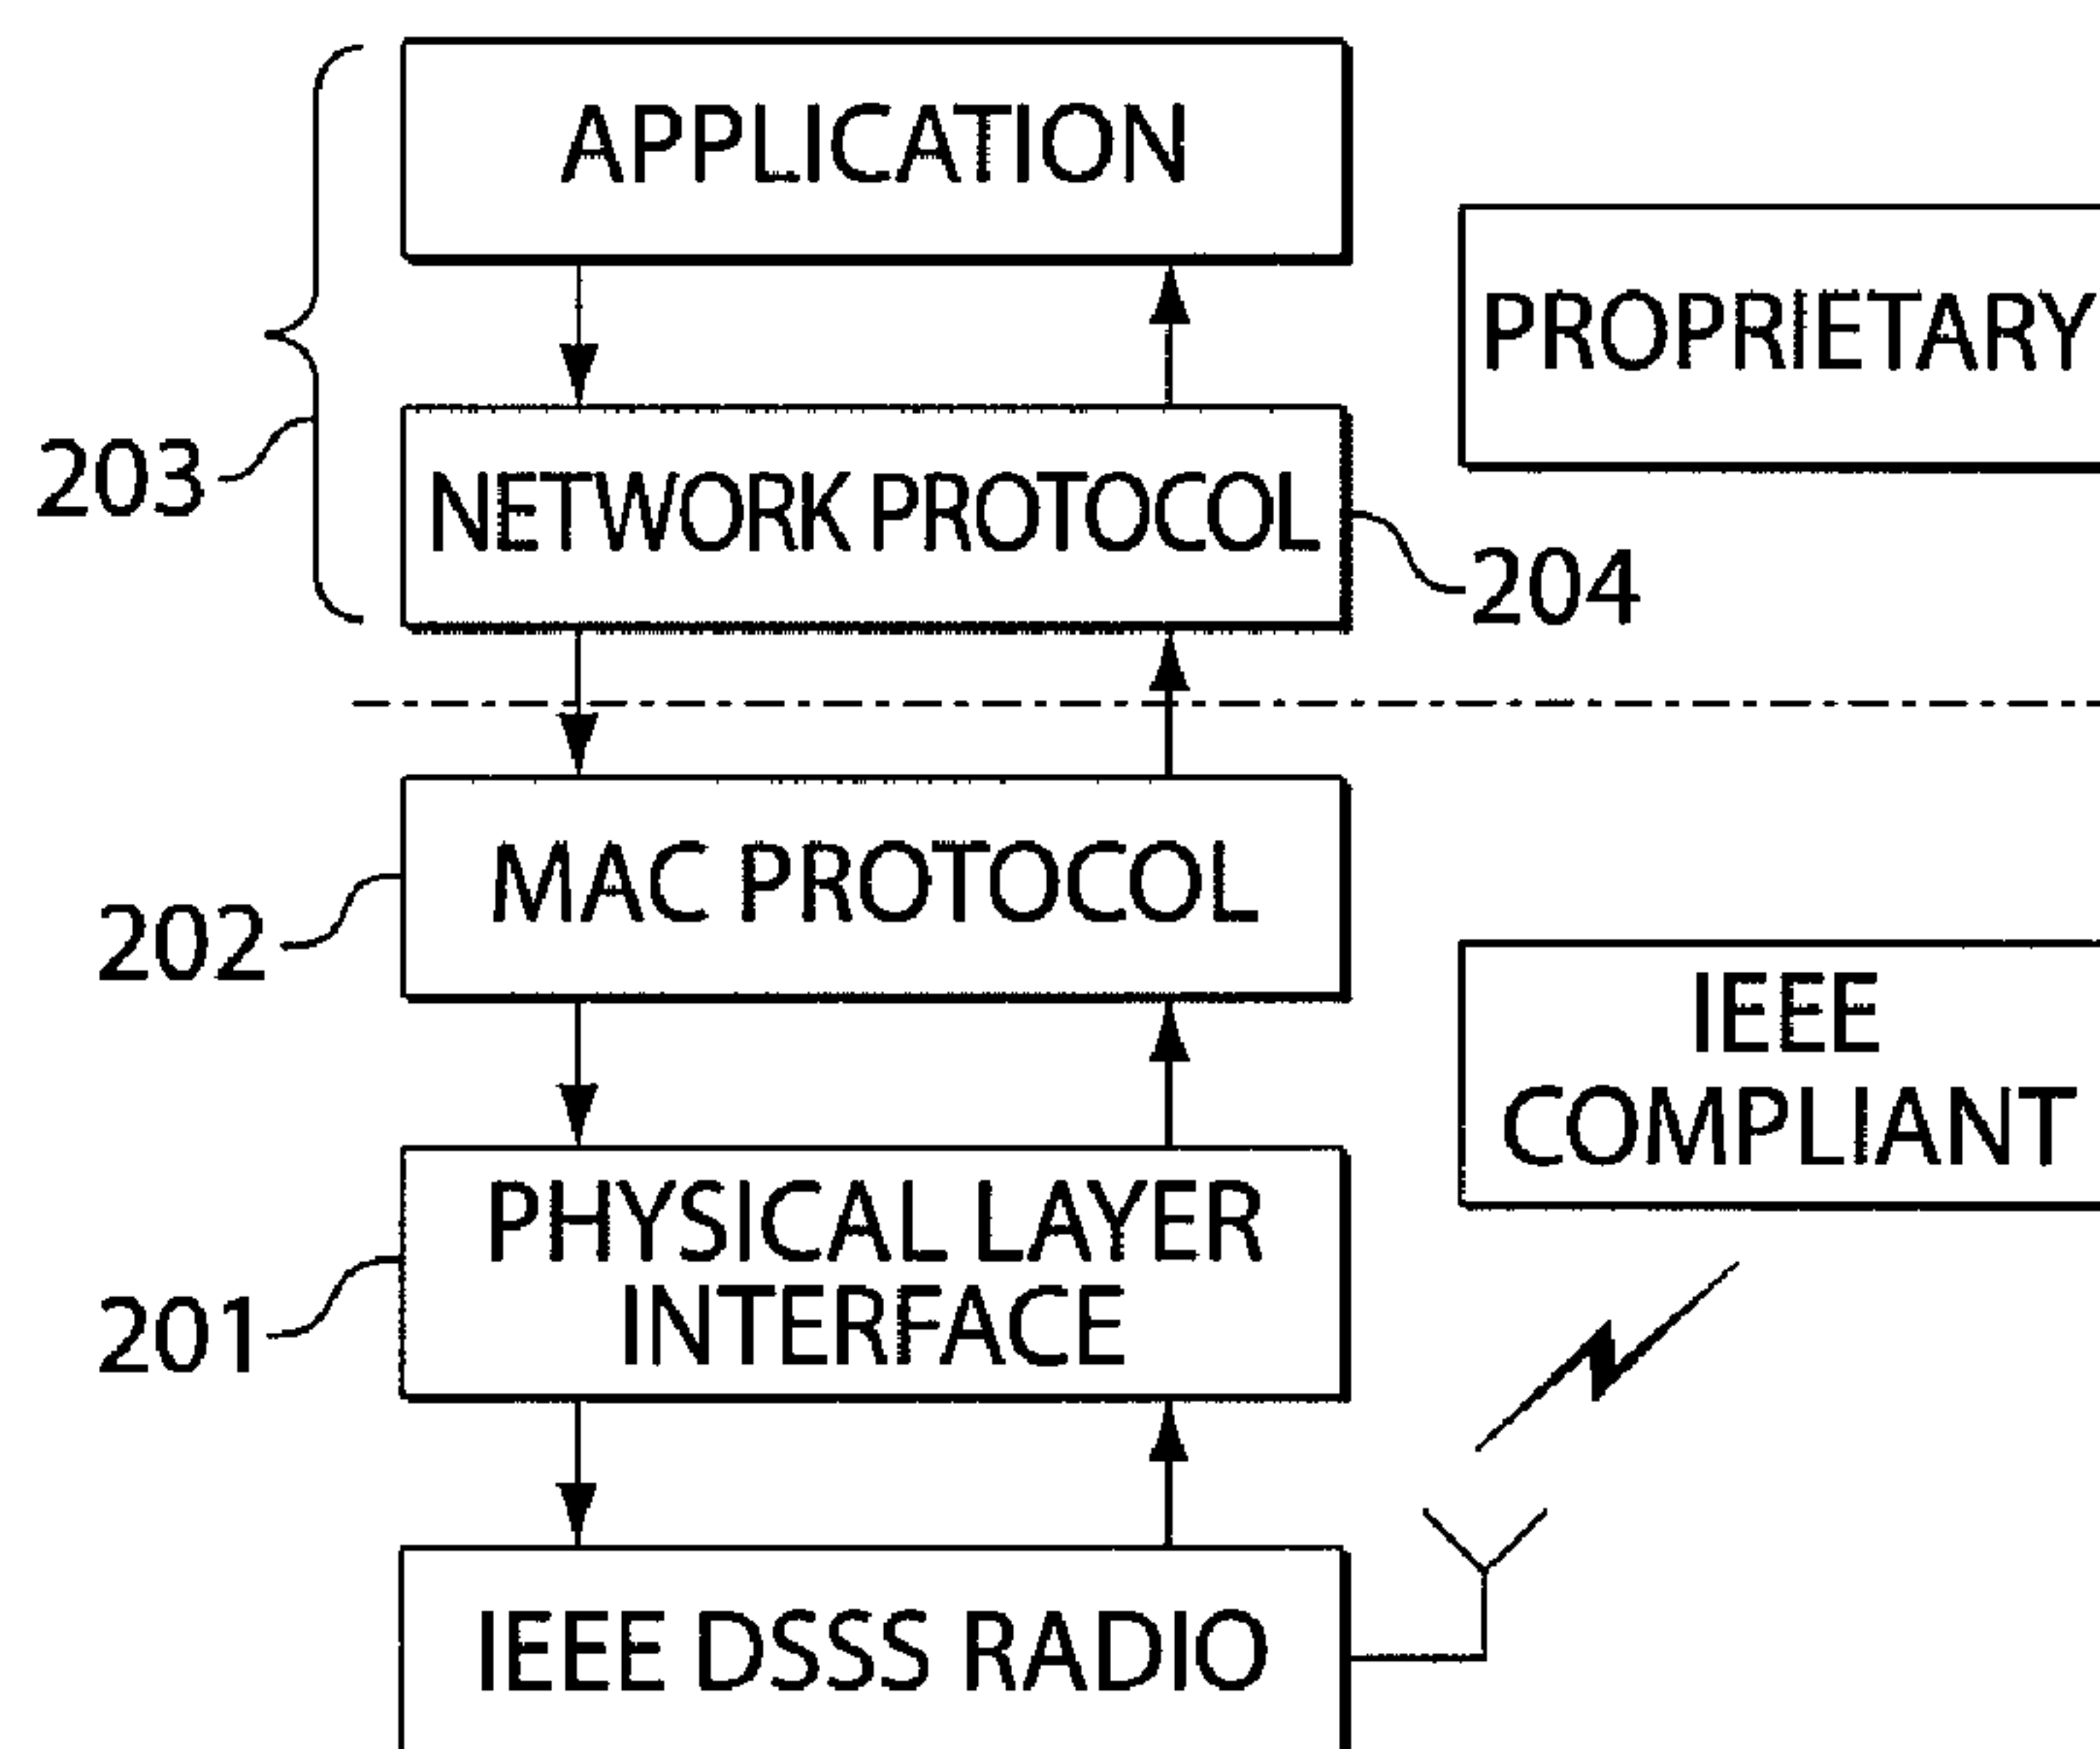 APPLICATION
PROPRIETARY
203
NETWORK PROTOCOL
204
MAC PROTOCOL
202
IEEE
COMPLIANT
PHYSICAL LAYER
INTERFACE
201
IEEE DSSS RADIO